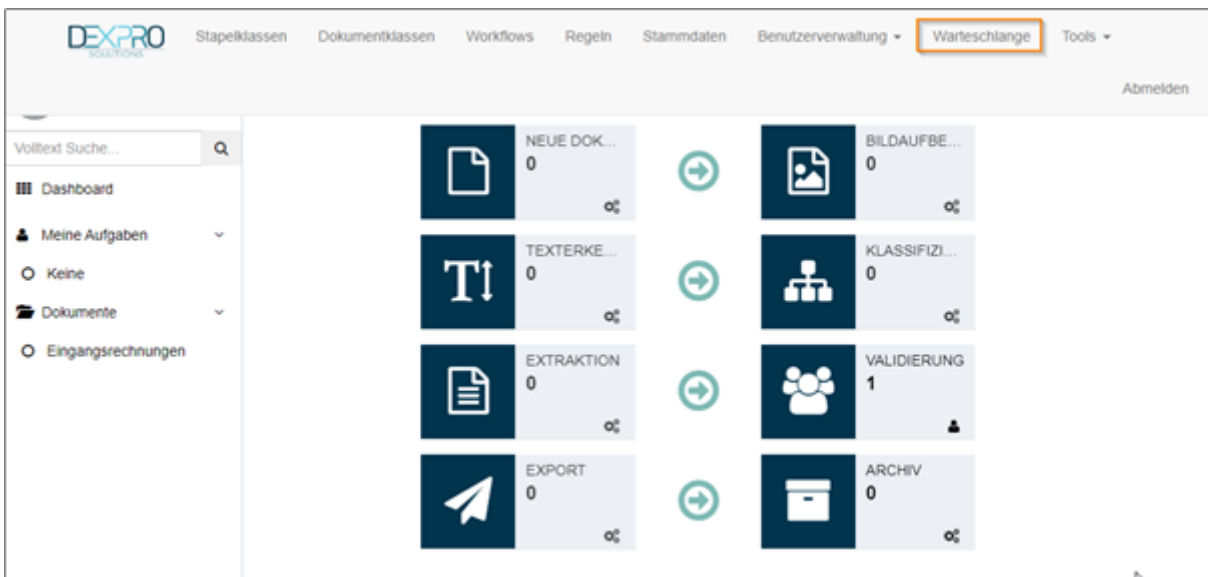 DEXPRO
SOLUTIONS
Stapelklassen Dokumentklassen Workflows Regeln Stammdaten Benutzerverwaltung Warteschlange Tools
Abmelden
Volltext Suche...
Dashboard
Meine Aufgaben
Keine
Dokumente
Eingangsrechnungen
NEUE DOK...
0
BILDAUFBE...
0
TEXTERKE...
0
KLASSIFIZI...
0
EXTRAKTION
0
VALIDIERUNG
1
EXPORT
0
ARCHIV
0